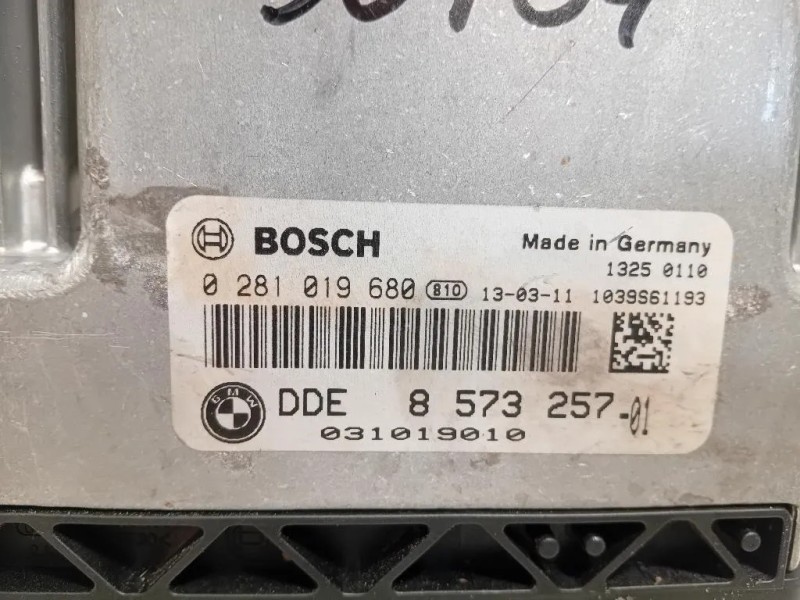 BOSCH
Made in Germany
1325 0110
0 281 019 680 810 13-03-11 1039S61193
BMW
DDE 8 573 257-01
031019010